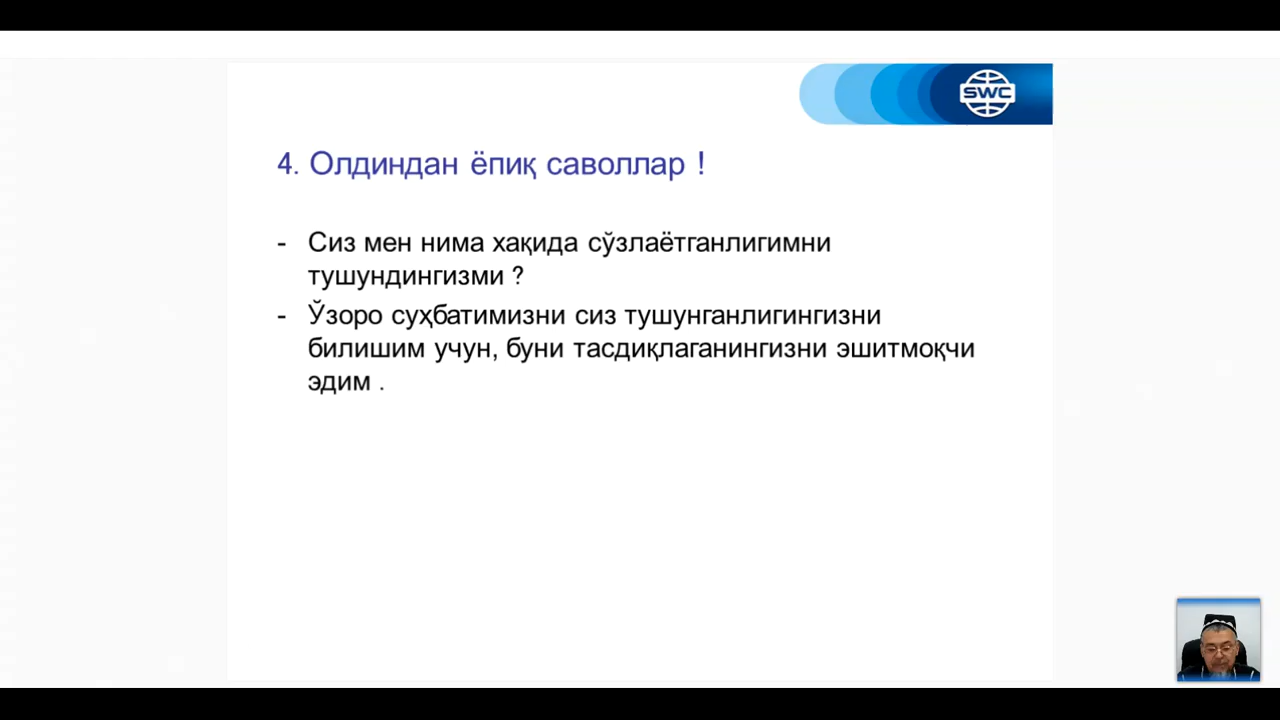 SWC
4. Олдиндан ёпиқ саволлар !
- Сиз мен нима хақида сўзлаётганлигимни
тушундингизми ?
- Ўзоро суҳбатимизни сиз тушунганлигингизни
билишим учун, буни тасдиқлаганингизни эшитмоқчи
эдим .